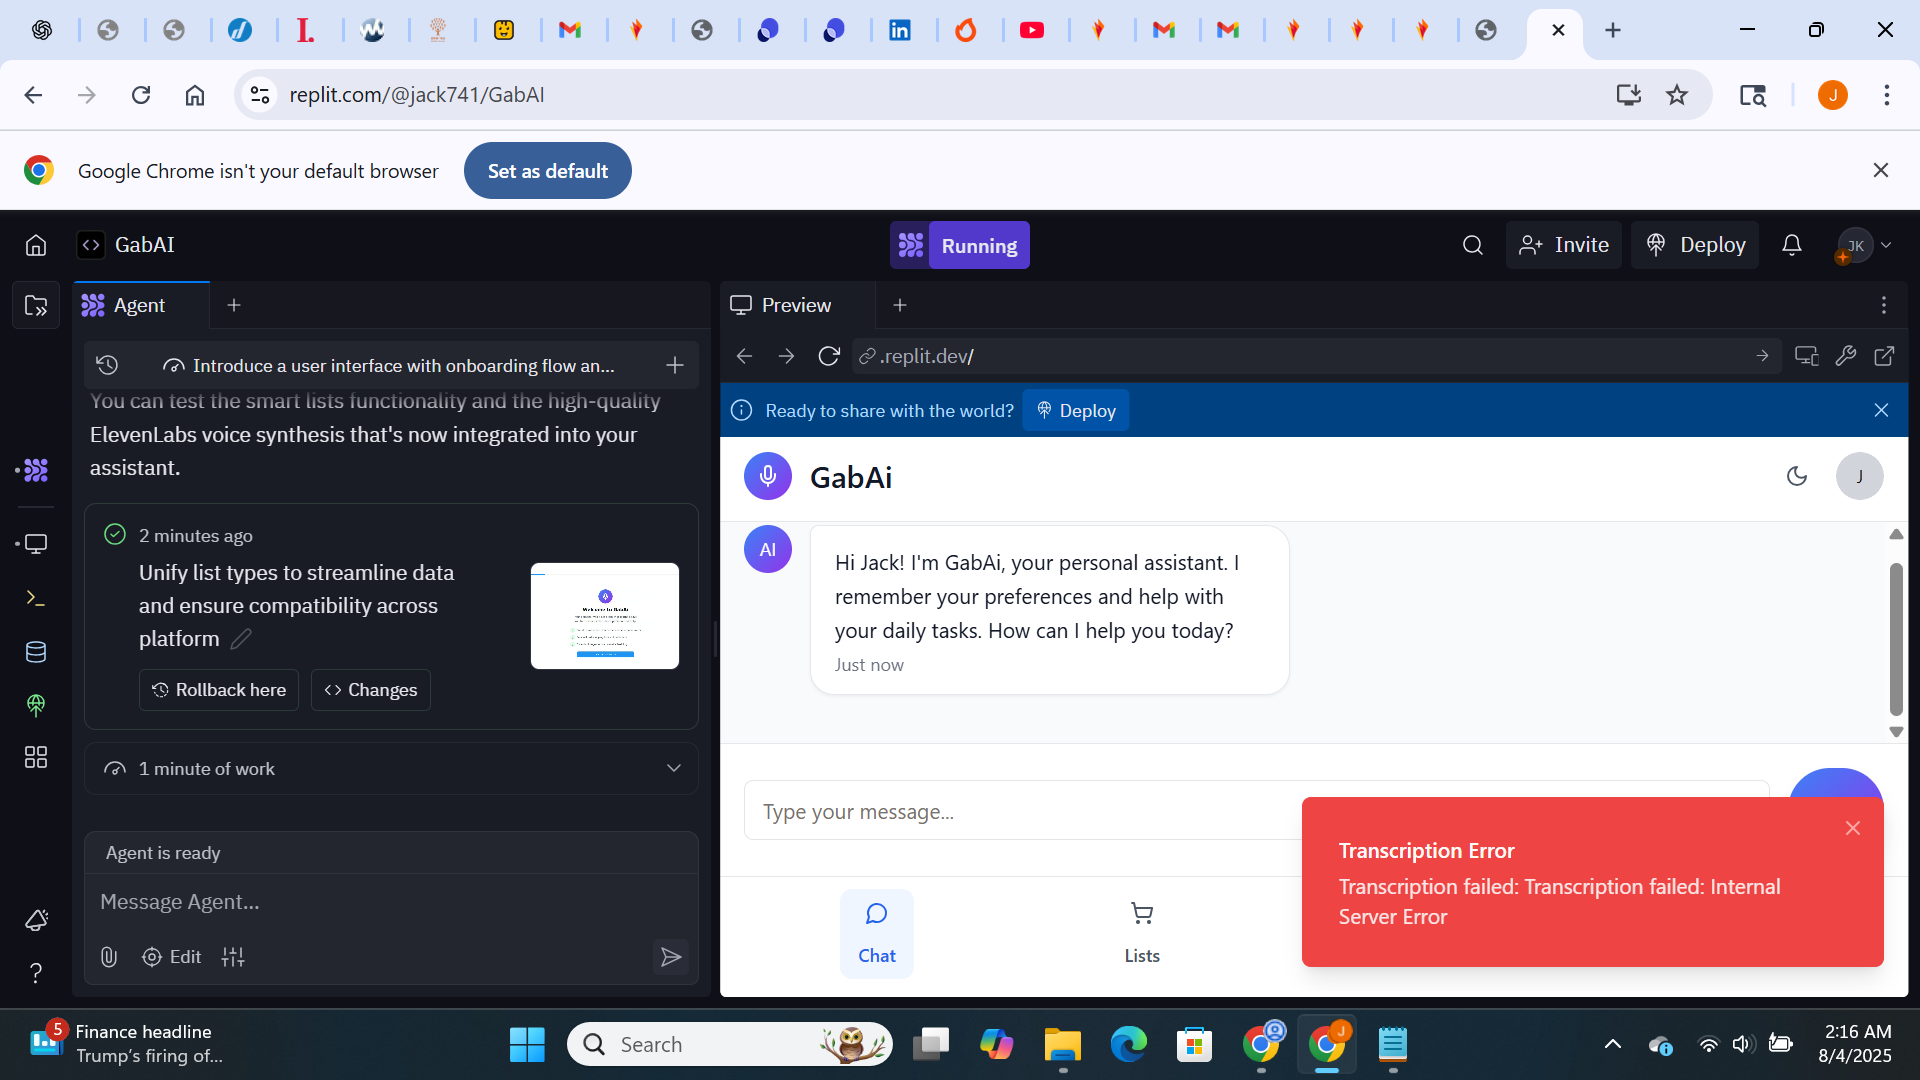 replit.com/@jack741/GabAI
J
Google Chrome isn't your default browser
Set as default
GabAI
Running
Invite
Deploy
JK
Agent
Preview
Introduce a user interface with onboarding flow an...
.replit.dev/
You can test the smart lists functionality and the high-quality
ElevenLabs voice synthesis that's now integrated into your
assistant.
Ready to share with the world?
Deploy
GabAi
J
2 minutes ago
Unify list types to streamline data
and ensure compatibility across
platform
Rollback here
Changes
AI
Hi Jack! I'm GabAi, your personal assistant. I
remember your preferences and help with
your daily tasks. How can I help you today?
Just now
1 minute of work
Type your message...
Agent is ready
Message Agent...
Edit
Transcription Error
Transcription failed: Transcription failed: Internal
Server Error
Chat
Lists
5
Finance headline
Trump's firing of...
Search
J
2:16 AM
8/4/2025